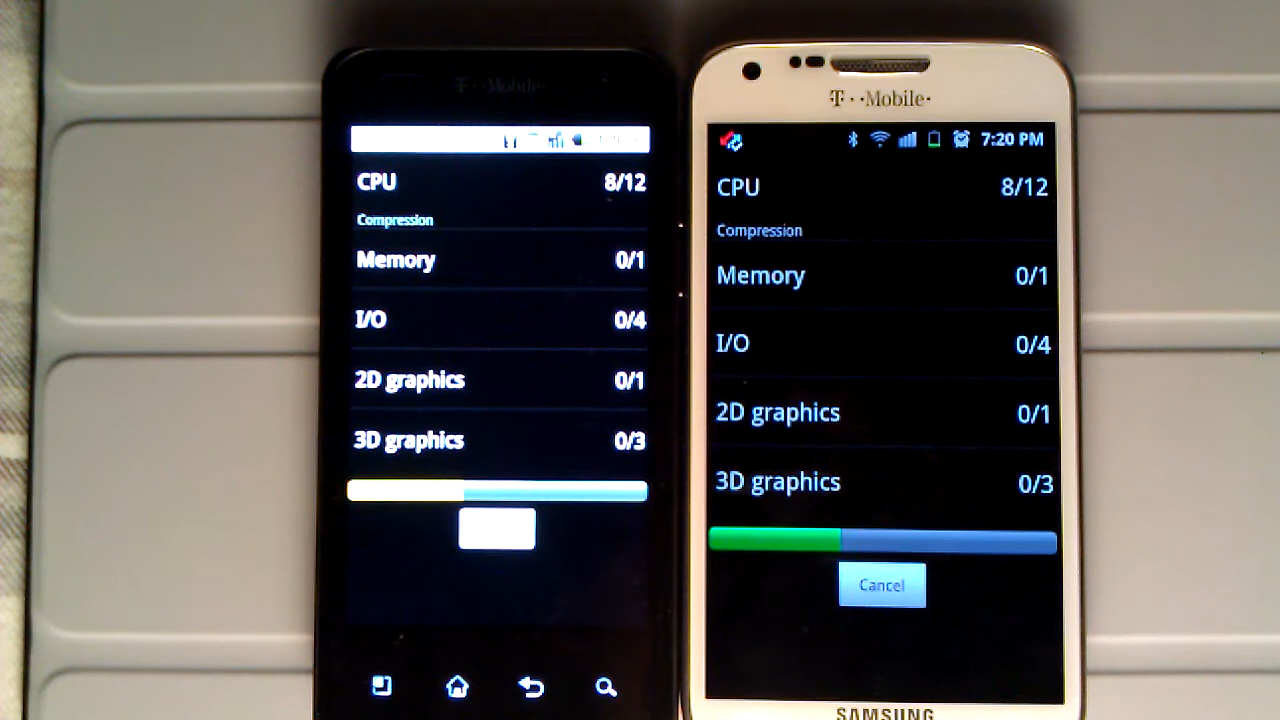 T··Mobile·
CPU 8/12
Compression
Memory 0/1
I/O 0/4
2D graphics 0/1
3D graphics 0/3
T··Mobile·
7:20 PM
CPU 8/12
Compression
Memory 0/1
I/O 0/4
2D graphics 0/1
3D graphics 0/3
Cancel
SAMSUNG